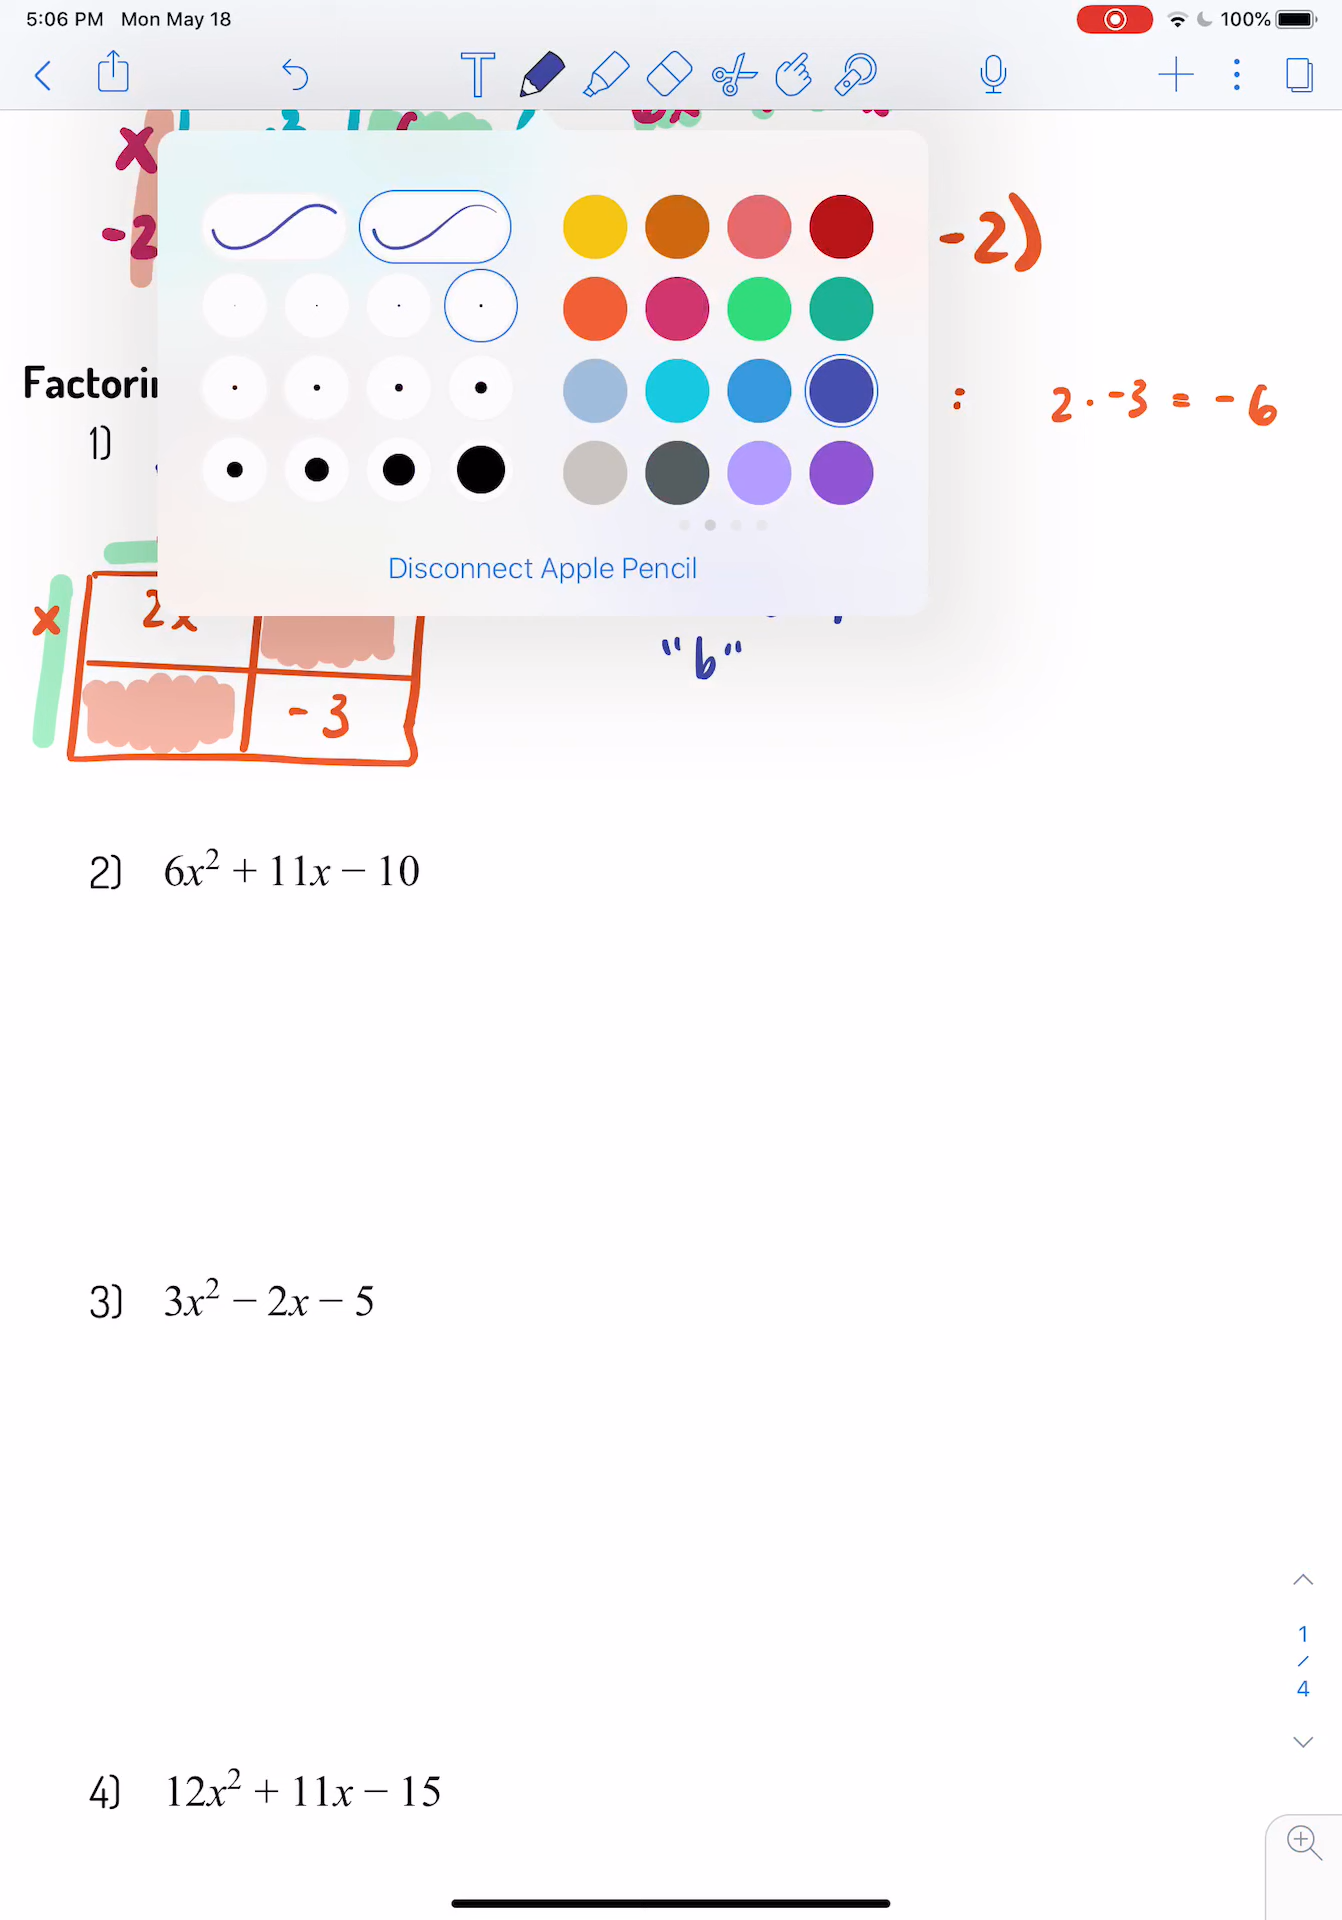 5:06 PM Mon May 18 100%
T
x
-2
-2)
Factori
: 2 · -3 = - 6
1)
Disconnect Apple Pencil
x
"b"
- 3
2) 6x² + 11x − 10
3) 3x² − 2x − 5
1
/
4
4) 12x² + 11x − 15